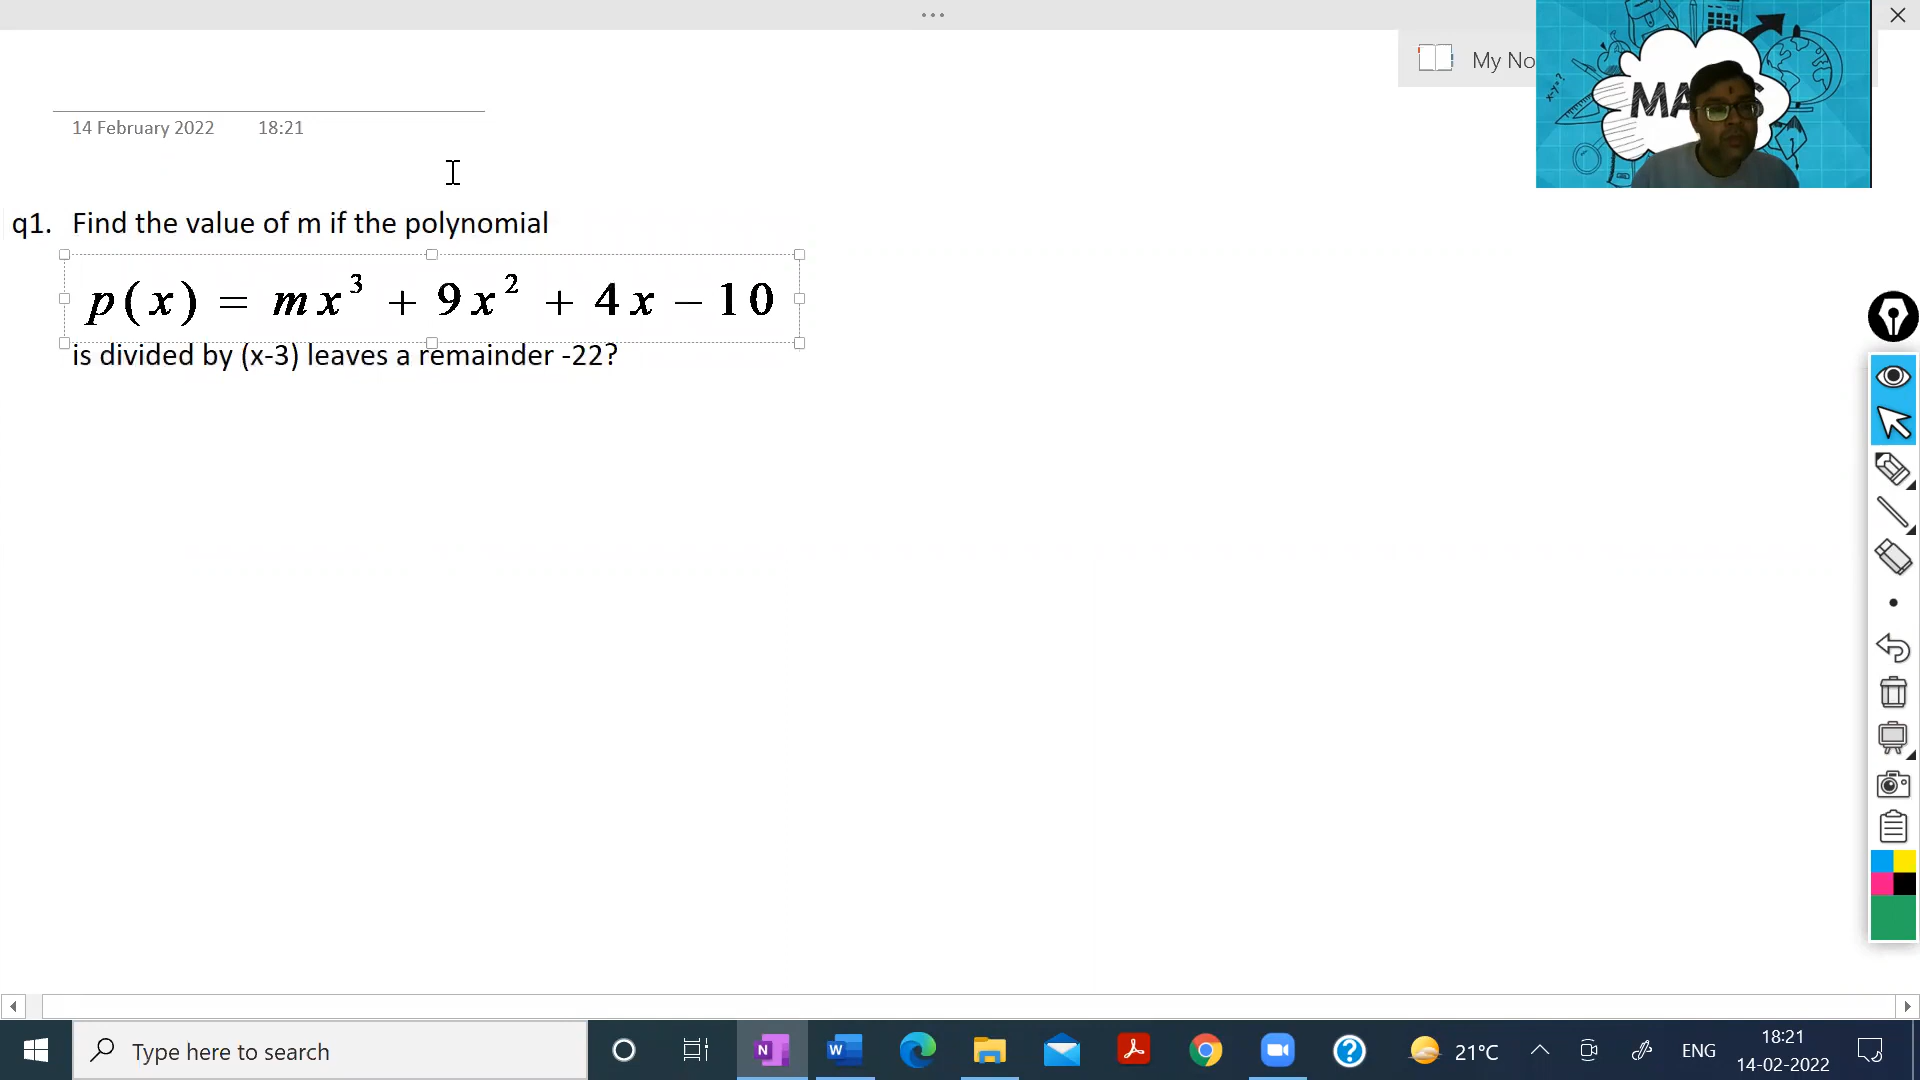 My No
14 February 2022 18:21
q1. Find the value of m if the polynomial
p(x) = mx³ + 9x² + 4x − 10
is divided by (x-3) leaves a remainder -22?
Type here to search
21°C
ENG
18:21
14-02-2022